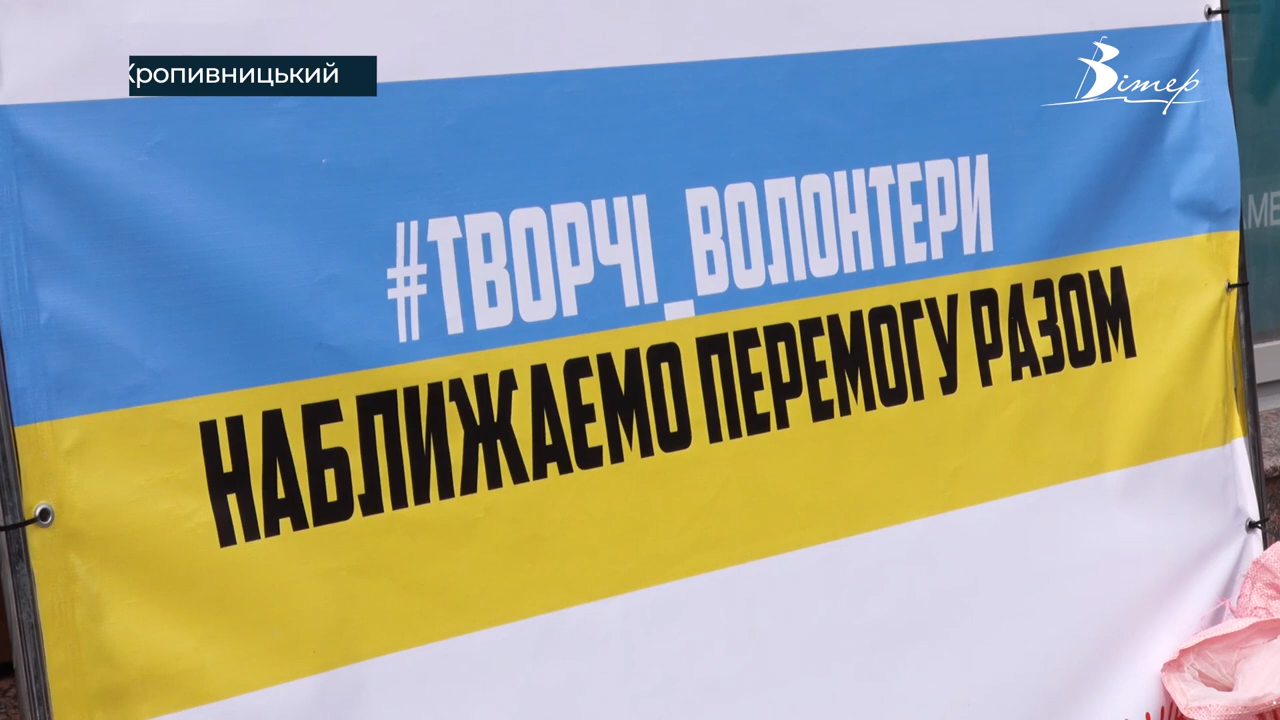 Кропивницький
Вітер
#ТВОРЧІ_ВОЛОНТЕРИ
НАБЛИЖАЄМО ПЕРЕМОГУ РАЗОМ